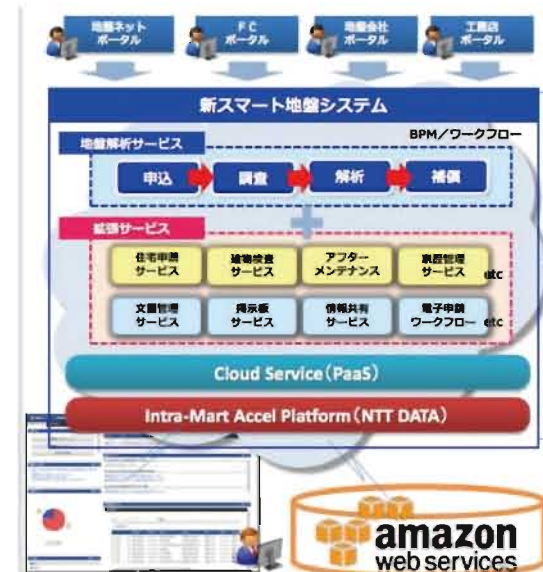 地盤ネット
ポータル
FC
ポータル
地盤会社
ポータル
工務店
ポータル
新スマート地盤システム
BPM／ワークフロー
地盤解析サービス
申込
調査
解析
補償
拡張サービス
住宅申請
サービス
建物検査
サービス
アフター
メンテナンス
家歴管理
サービス
etc
文書管理
サービス
掲示板
サービス
情報共有
サービス
電子申請
ワークフロー
etc
Cloud Service（PaaS）
Intra-Mart Accel Platform（NTT DATA）
amazon
web services